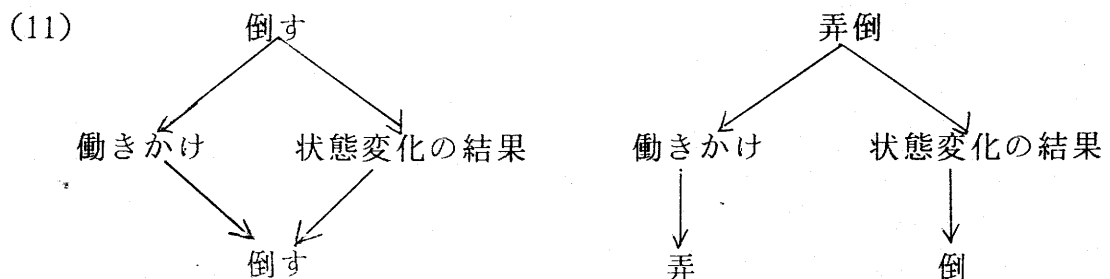 (11) 倒す 弄倒
働きかけ 状態変化の結果 働きかけ 状態変化の結果
倒す 弄 倒